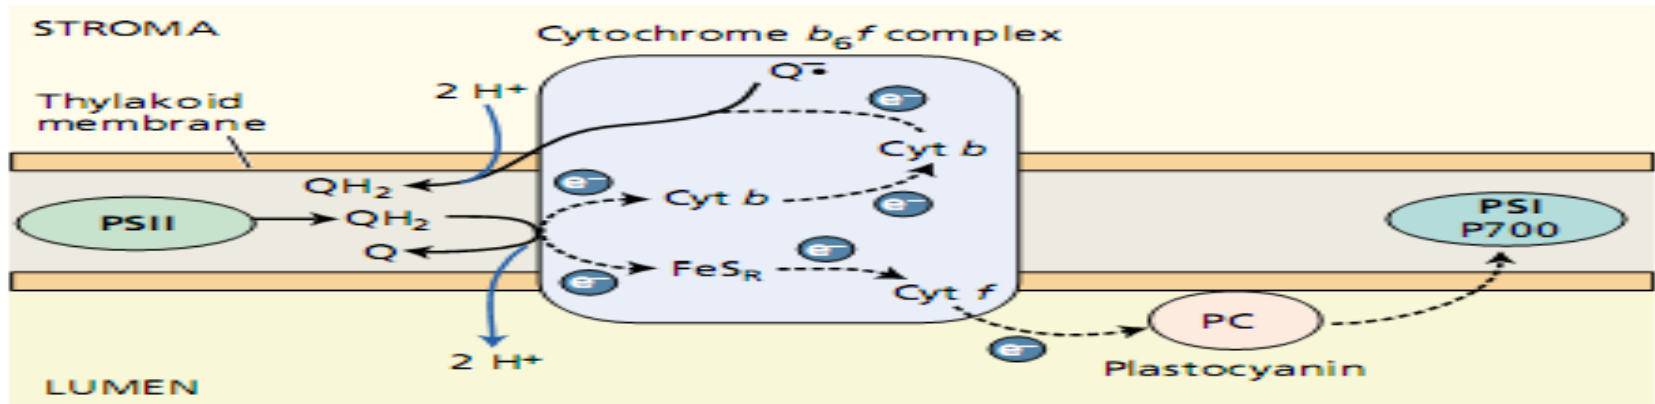 STROMA
Cytochrome b₆f complex
Q⁻•
2 H⁺
e⁻
Thylakoid
membrane
Cyt b
QH₂
e⁻
Cyt b
e⁻
PSII
QH₂
PSI
P700
Q
e⁻
FeS_R
e⁻
Cyt f
PC
e⁻
2 H⁺
Plastocyanin
LUMEN